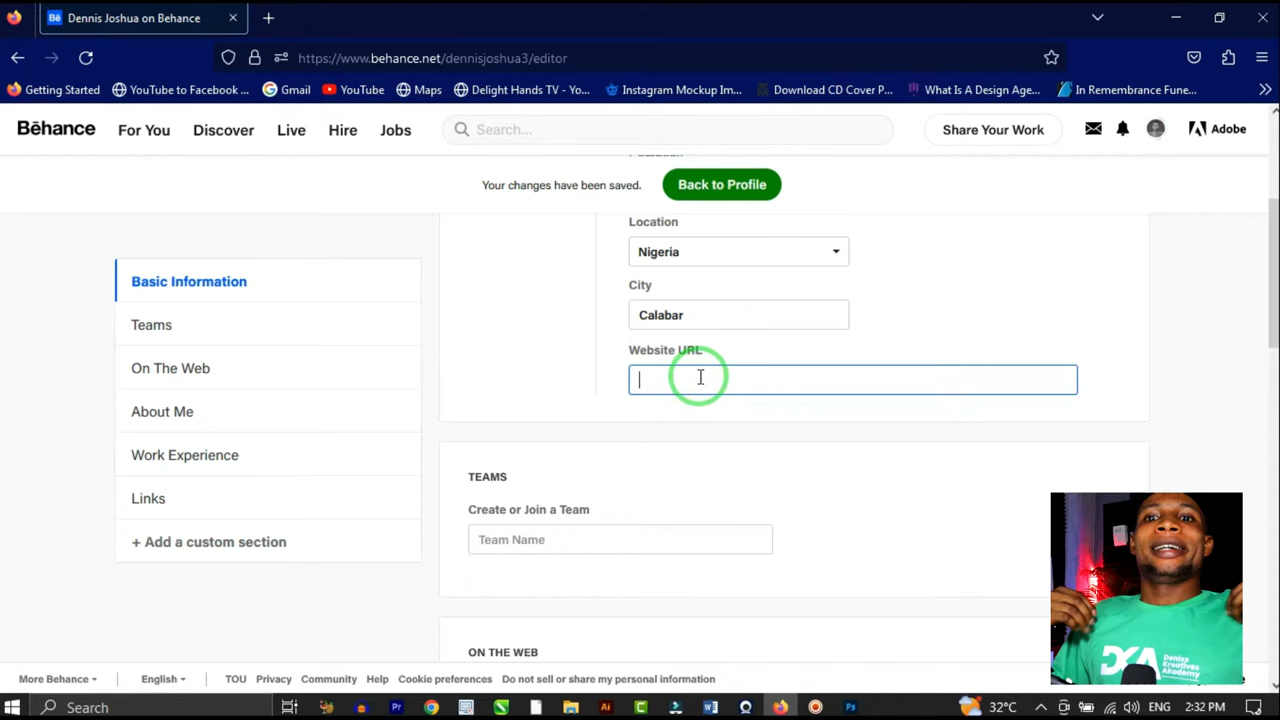 Dennis Joshua on Behance
https://www.behance.net/dennisjoshua3/editor
Getting Started
YouTube to Facebook ...
Gmail
YouTube
Maps
Delight Hands TV - Yo...
Instagram Mockup Im...
Download CD Cover P...
What Is A Design Age...
In Remembrance Fune...
Bēhance
For You
Discover
Live
Hire
Jobs
Search...
Share Your Work
Adobe
Your changes have been saved.
Back to Profile
Location
Nigeria
City
Calabar
Website URL
Basic Information
Teams
On The Web
About Me
Work Experience
Links
+ Add a custom section
TEAMS
Create or Join a Team
Team Name
ON THE WEB
DKA Deniss Kreatives Akademy
More Behance
English
TOU
Privacy
Community
Help
Cookie preferences
Do not sell or share my personal information
Search
32°C
ENG
2:32 PM